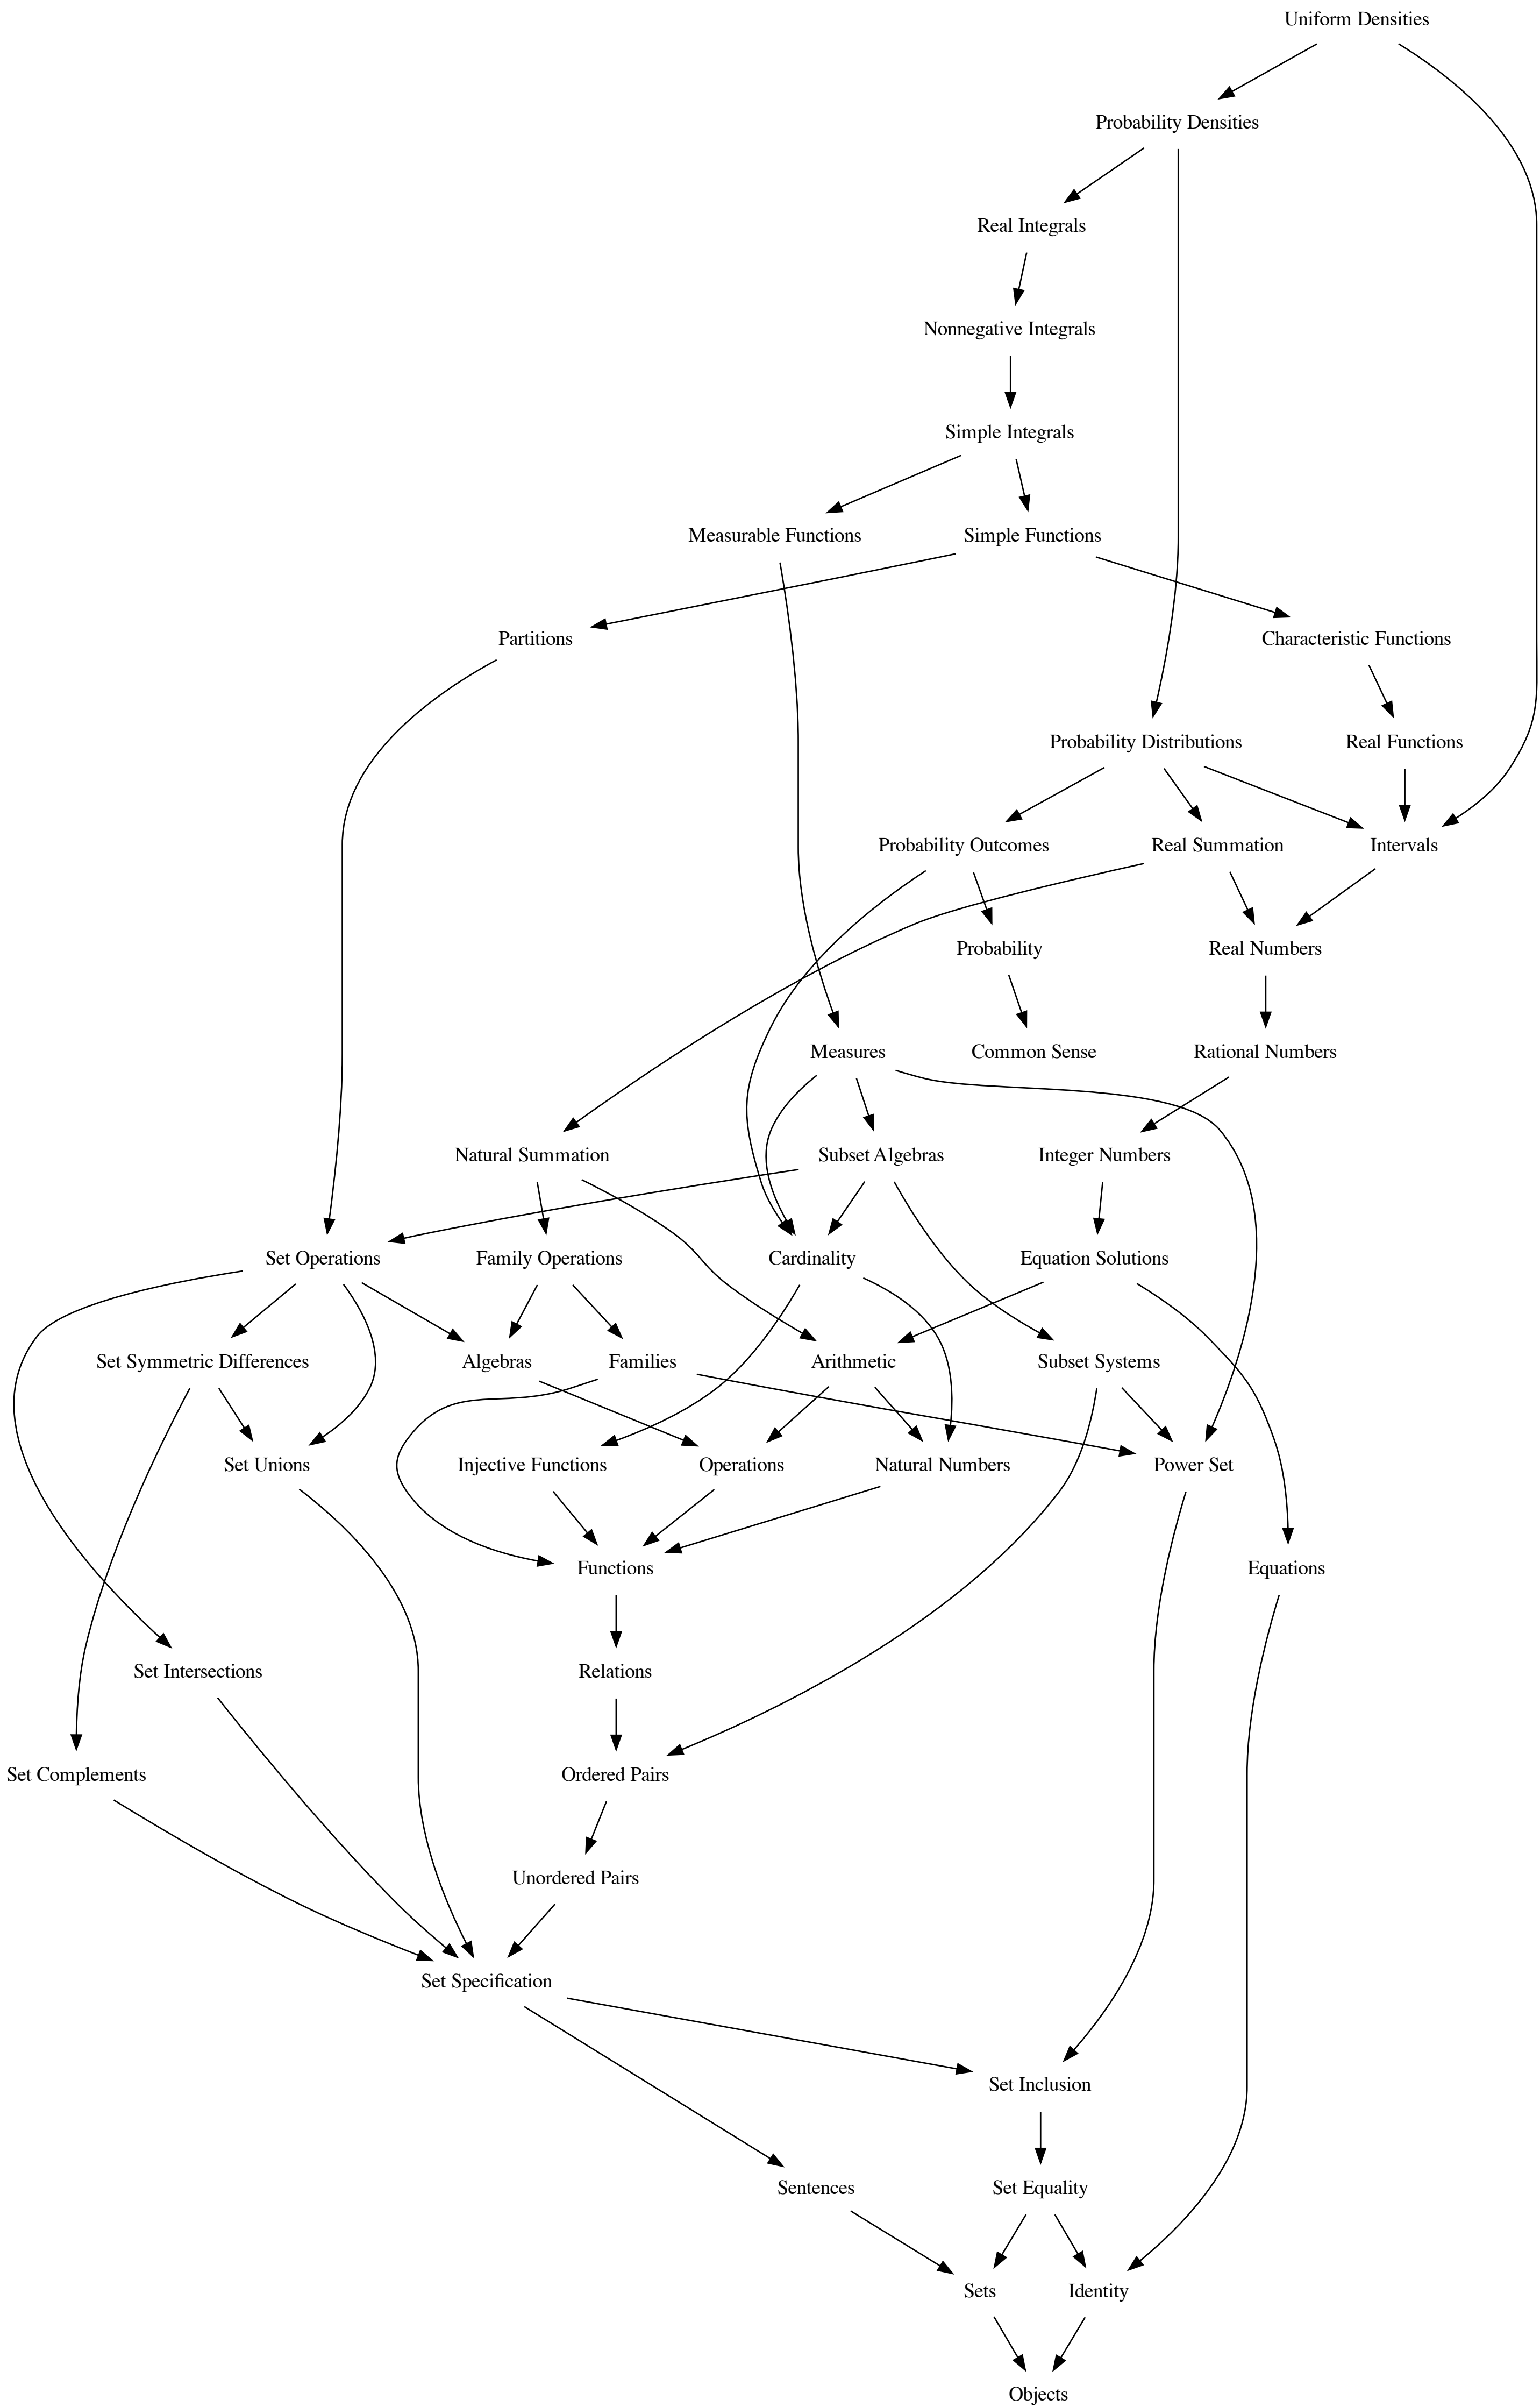 Uniform Densities
Probability Densities
Real Integrals
Nonnegative Integrals
Simple Integrals
Measurable Functions
Simple Functions
Partitions
Characteristic Functions
Probability Distributions
Real Functions
Probability Outcomes
Real Summation
Intervals
Probability
Real Numbers
Measures
Common Sense
Rational Numbers
Natural Summation
Subset Algebras
Integer Numbers
Set Operations
Family Operations
Cardinality
Equation Solutions
Set Symmetric Differences
Algebras
Families
Arithmetic
Subset Systems
Set Unions
Injective Functions
Operations
Natural Numbers
Power Set
Functions
Equations
Set Intersections
Relations
Set Complements
Ordered Pairs
Unordered Pairs
Set Specification
Set Inclusion
Sentences
Set Equality
Sets
Identity
Objects